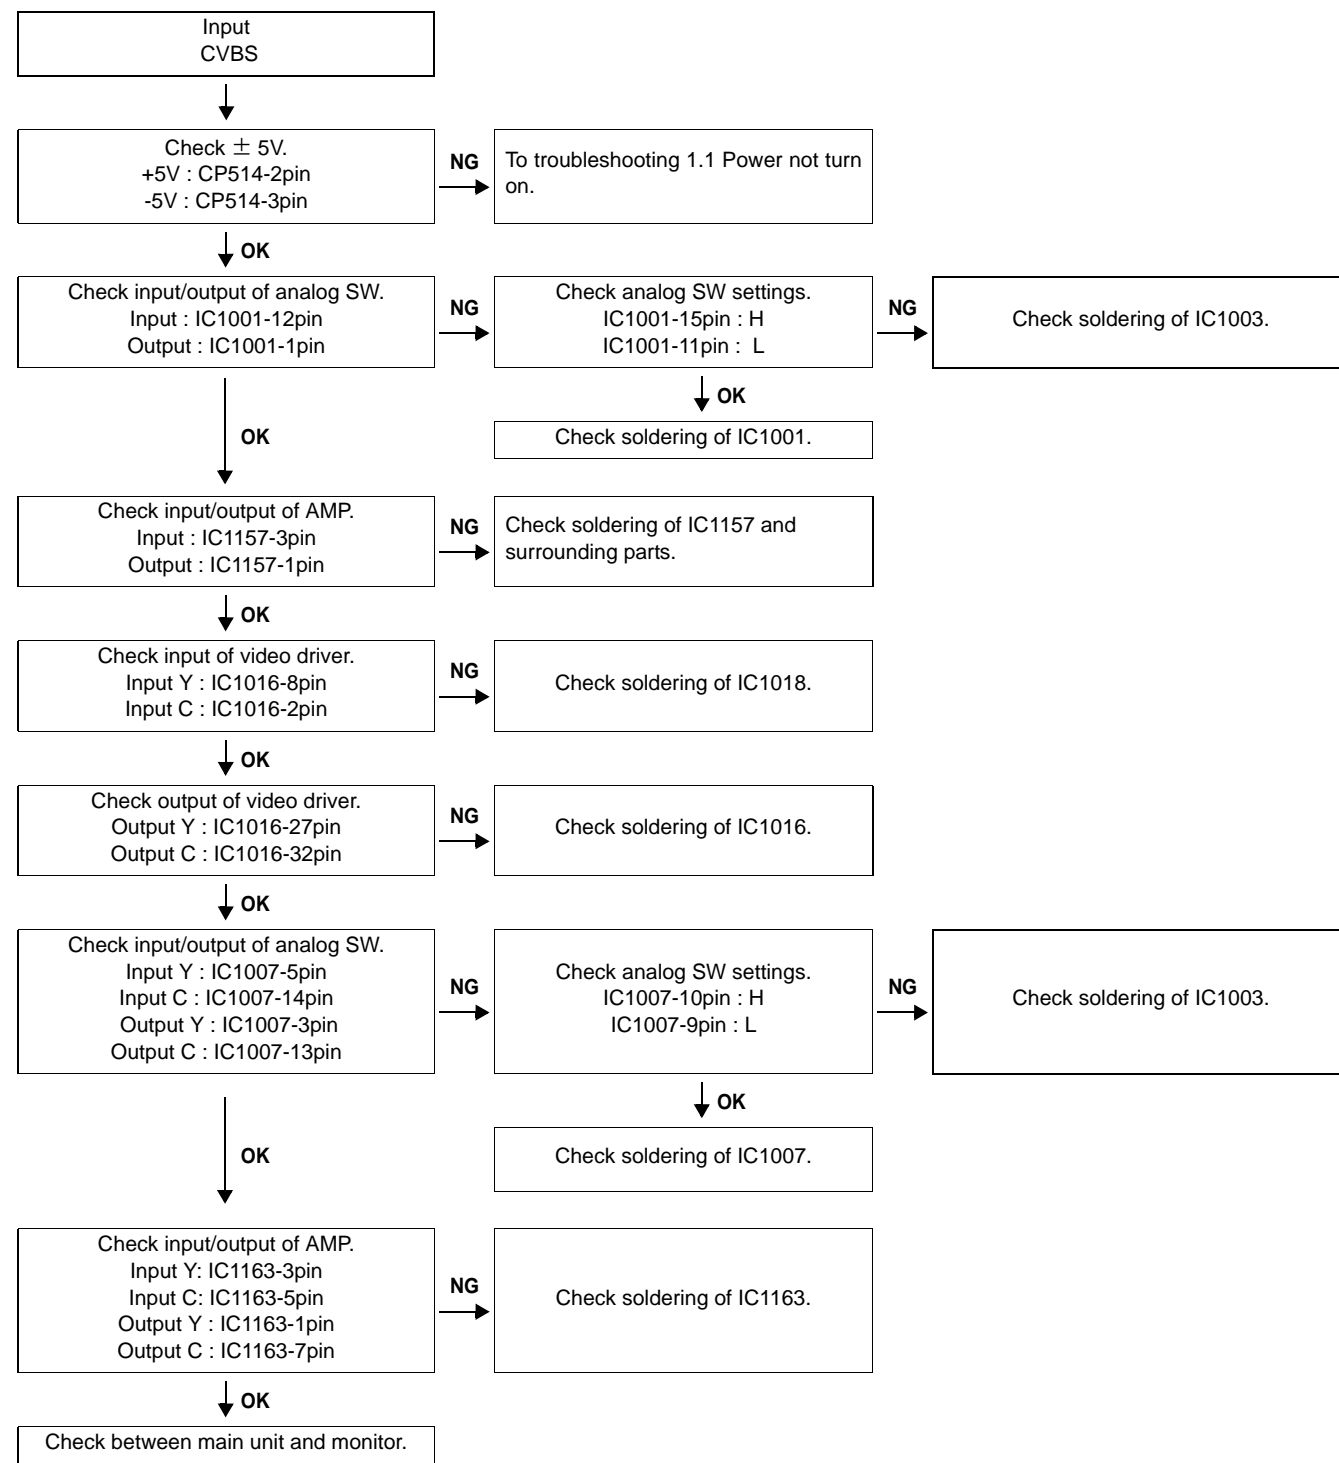 Input
CVBS
Check ± 5V.
+5V : CP514-2pin
-5V : CP514-3pin
NG
To troubleshooting 1.1 Power not turn
on.
OK
Check input/output of analog SW.
Input : IC1001-12pin
Output : IC1001-1pin
NG
Check analog SW settings.
IC1001-15pin : H
IC1001-11pin : L
NG
Check soldering of IC1003.
OK
Check soldering of IC1001.
OK
Check input/output of AMP.
Input : IC1157-3pin
Output : IC1157-1pin
NG
Check soldering of IC1157 and
surrounding parts.
OK
Check input of video driver.
Input Y : IC1016-8pin
Input C : IC1016-2pin
NG
Check soldering of IC1018.
OK
Check output of video driver.
Output Y : IC1016-27pin
Output C : IC1016-32pin
NG
Check soldering of IC1016.
OK
Check input/output of analog SW.
Input Y : IC1007-5pin
Input C : IC1007-14pin
Output Y : IC1007-3pin
Output C : IC1007-13pin
NG
Check analog SW settings.
IC1007-10pin : H
IC1007-9pin : L
NG
Check soldering of IC1003.
OK
Check soldering of IC1007.
OK
Check input/output of AMP.
Input Y: IC1163-3pin
Input C: IC1163-5pin
Output Y : IC1163-1pin
Output C : IC1163-7pin
NG
Check soldering of IC1163.
OK
Check between main unit and monitor.